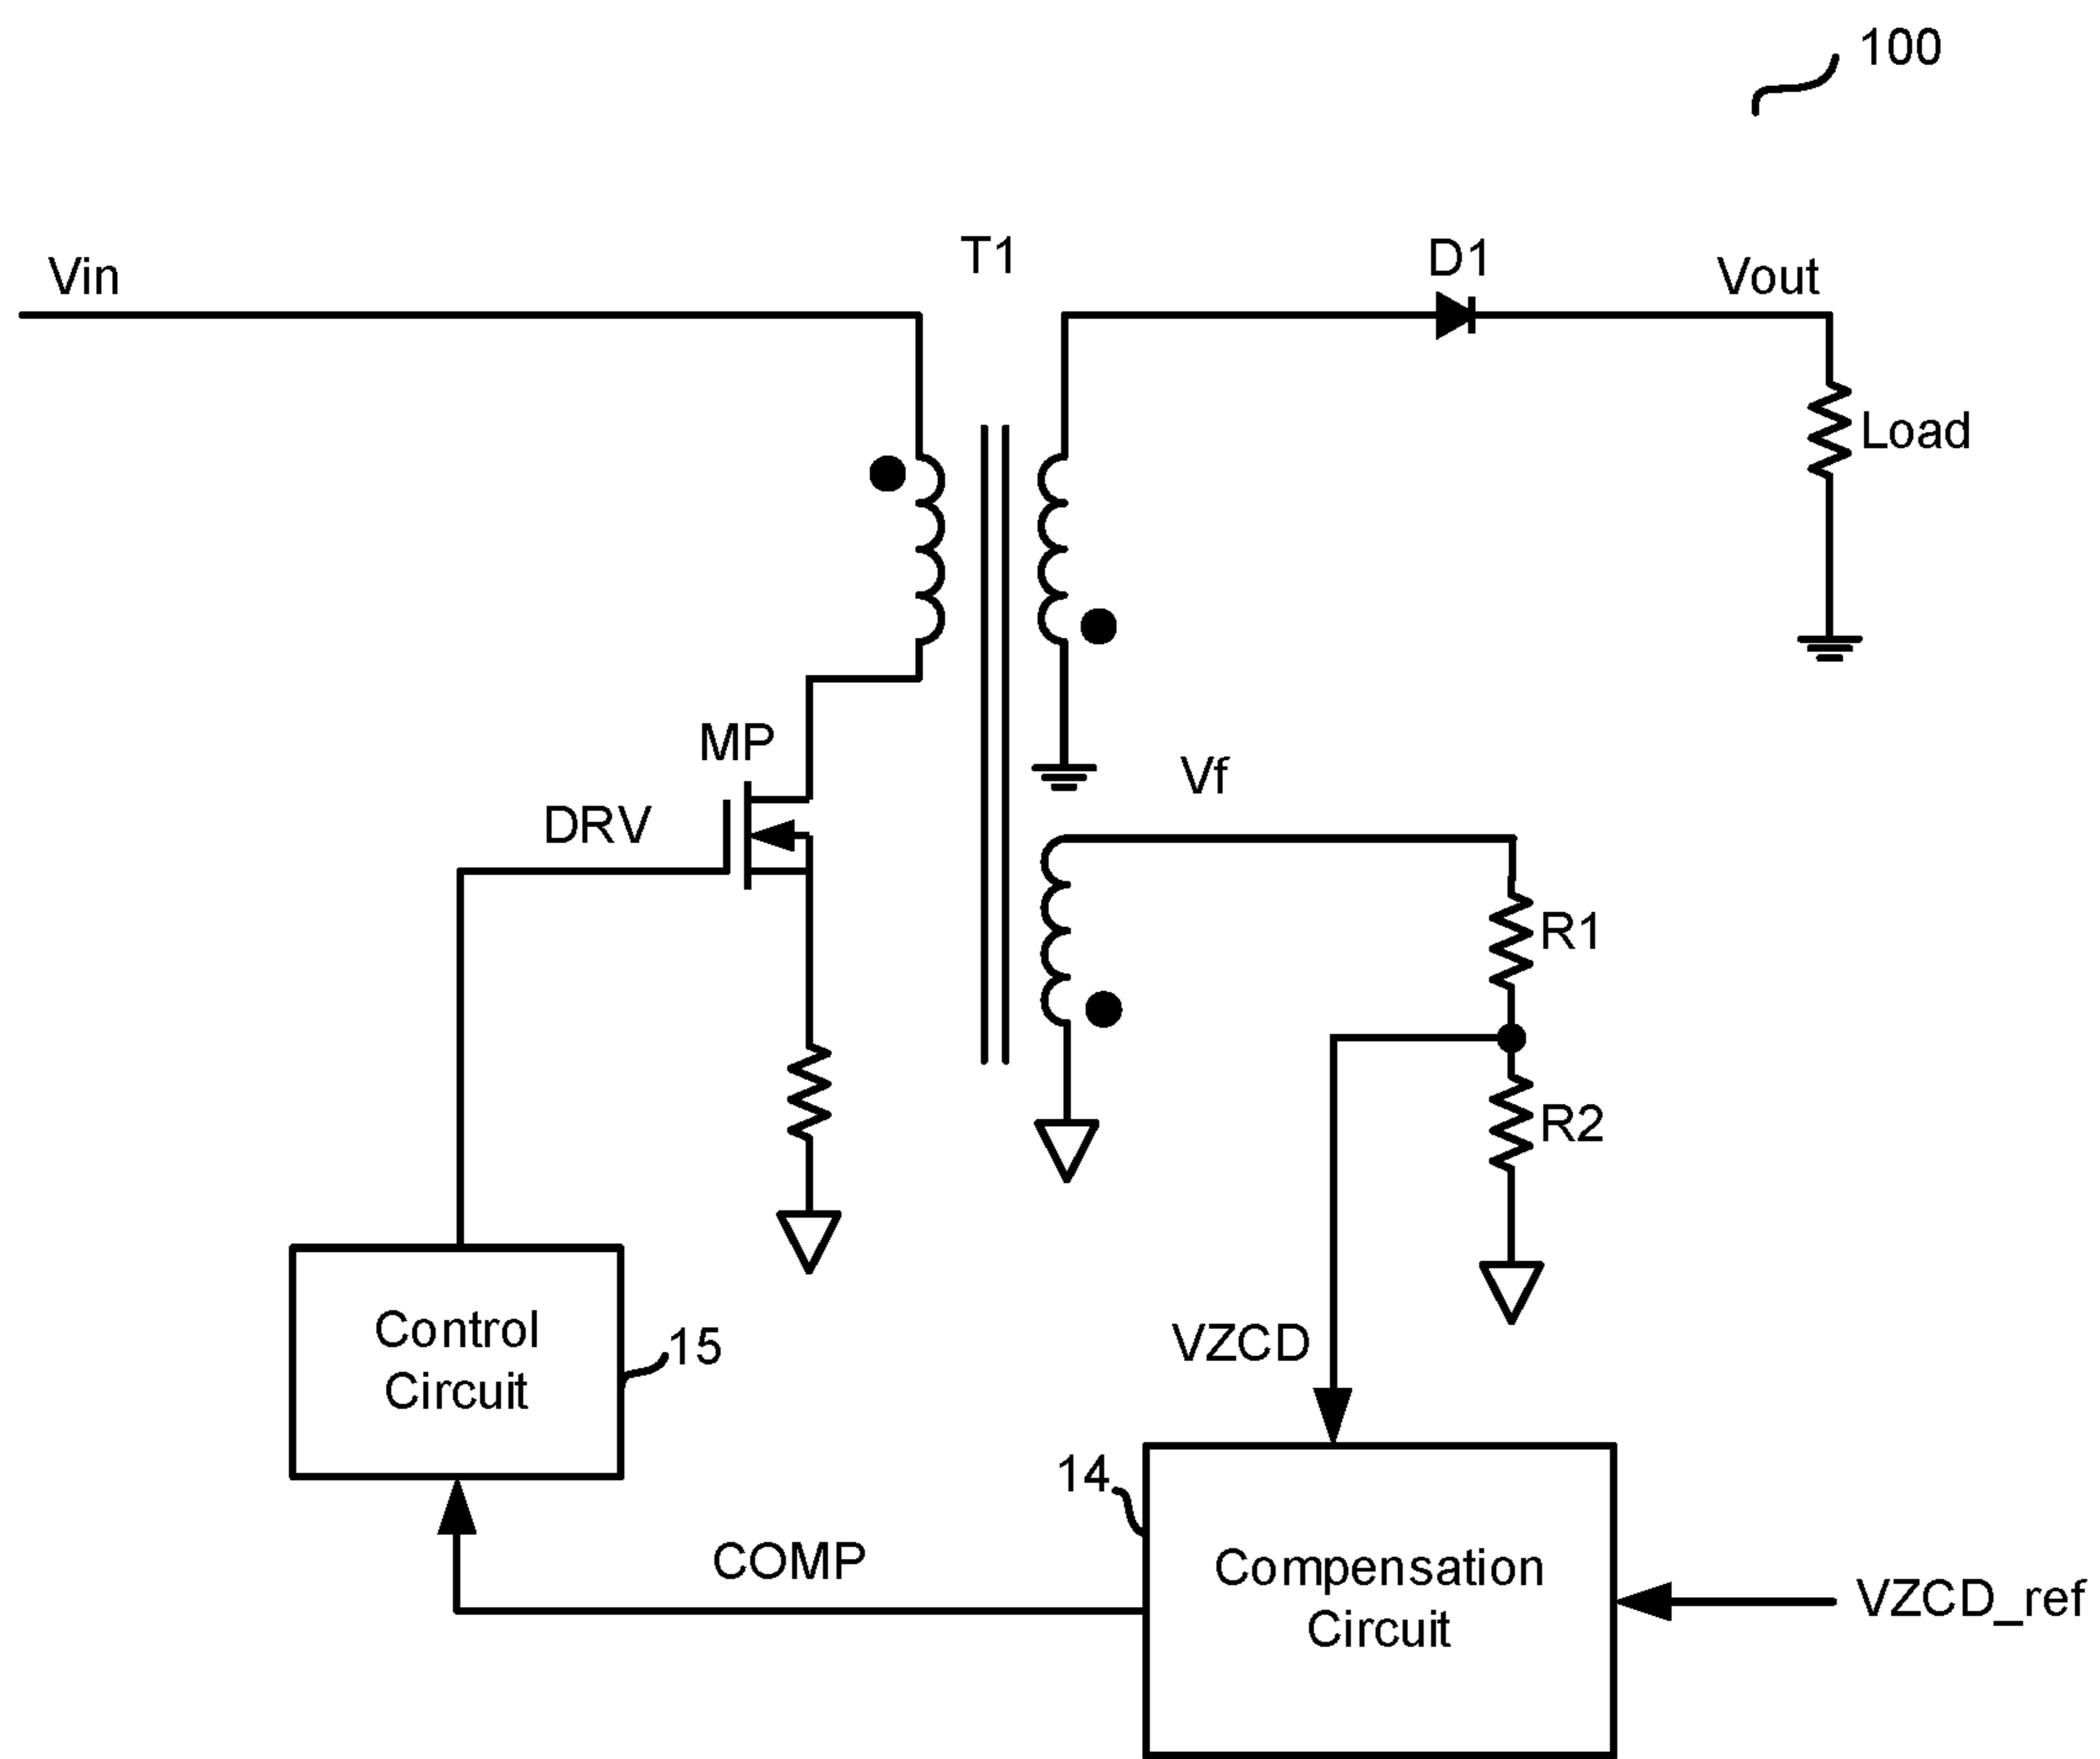 100
T1
D1
Vin
Vout
Load
MP
Vf
DRV
R1
R2
Control
Circuit
15
VZCD
14
COMP
Compensation
Circuit
VZCD_ref